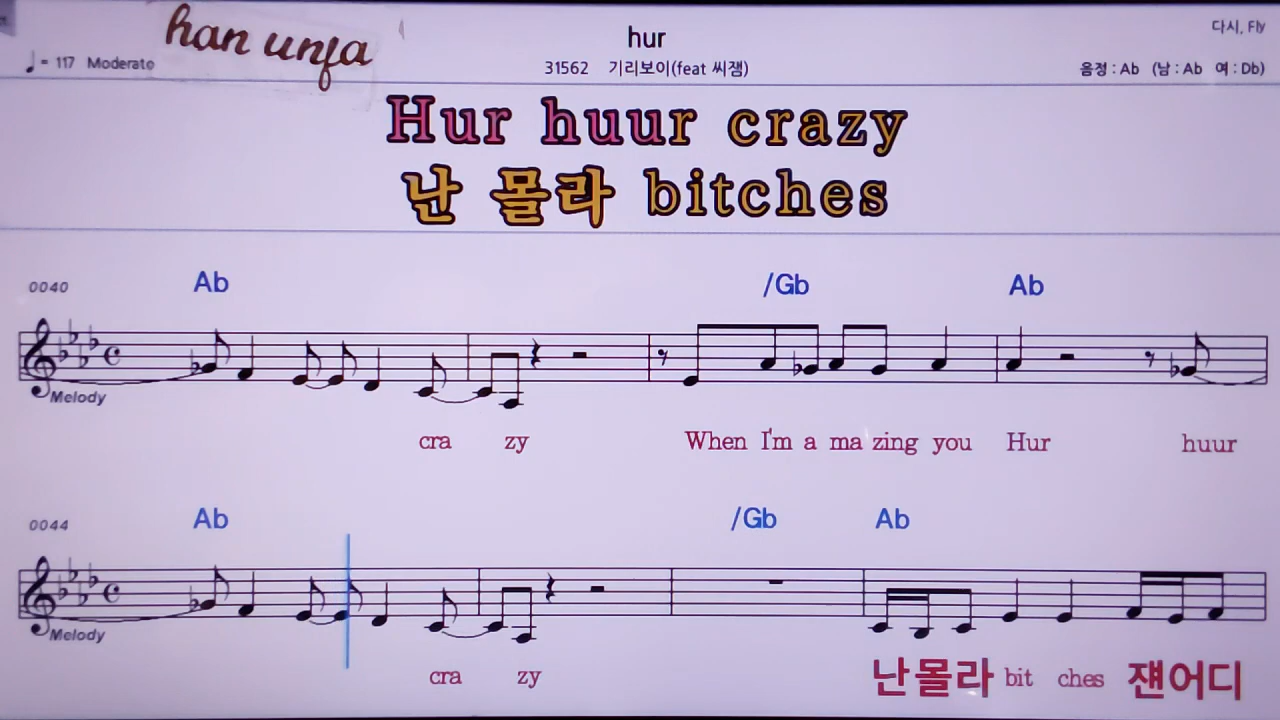 han unfa
hur
다시, Fly
♩= 117 Moderato
31562 기리보이(feat 씨잼)
음정 : Ab (남 : Ab 여 : Db)
Hur huur crazy
난 몰라 bitches
0040 Ab /Gb Ab
Melody
cra zy When I'm a ma zing you Hur huur
0044 Ab /Gb Ab
Melody
cra zy 난몰라 bit ches 쟨어디